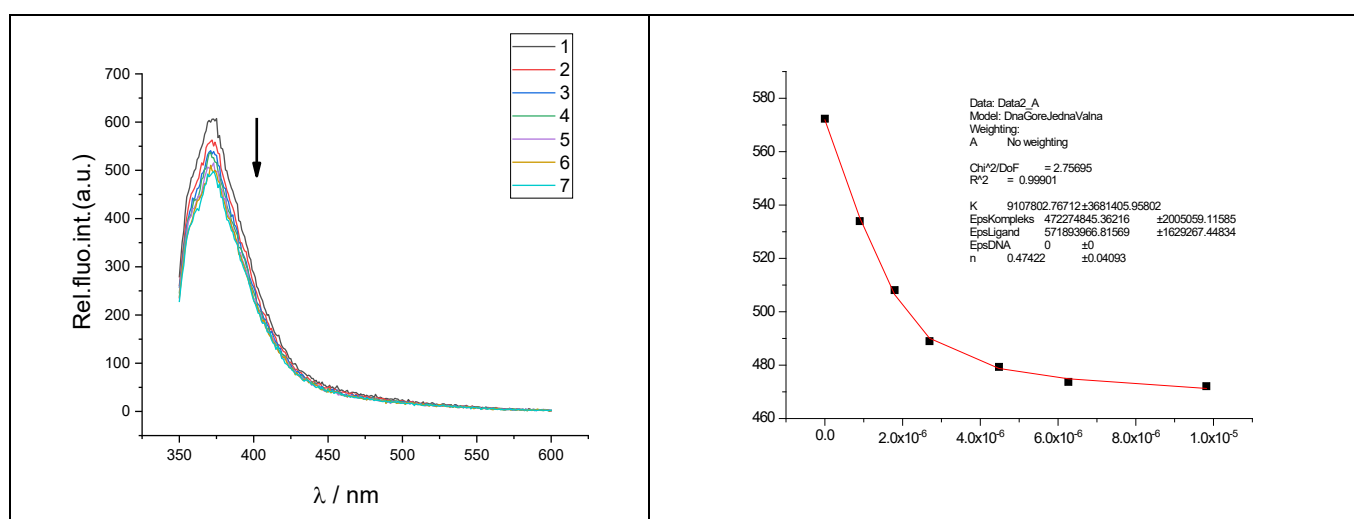 1
2
3
4
5
6
7
700
600
500
400
300
200
100
0
Rel.fluo.int.(a.u.)
350 400 450 500 550 600
λ / nm
580
560
540
520
500
480
460
Data: Data2_A
Model: DnaGoreJednaValna
Weighting:
A No weighting
Chi^2/DoF = 2.75695
R^2 = 0.99901
K 9107802.76712 ±3681405.95802
EpsKompleks 472274845.36216 ±2005059.11585
EpsLigand 571893966.81569 ±1629267.44834
EpsDNA 0 ±0
n 0.47422 ±0.04093
0.0 2.0x10⁻⁶ 4.0x10⁻⁶ 6.0x10⁻⁶ 8.0x10⁻⁶ 1.0x10⁻⁵